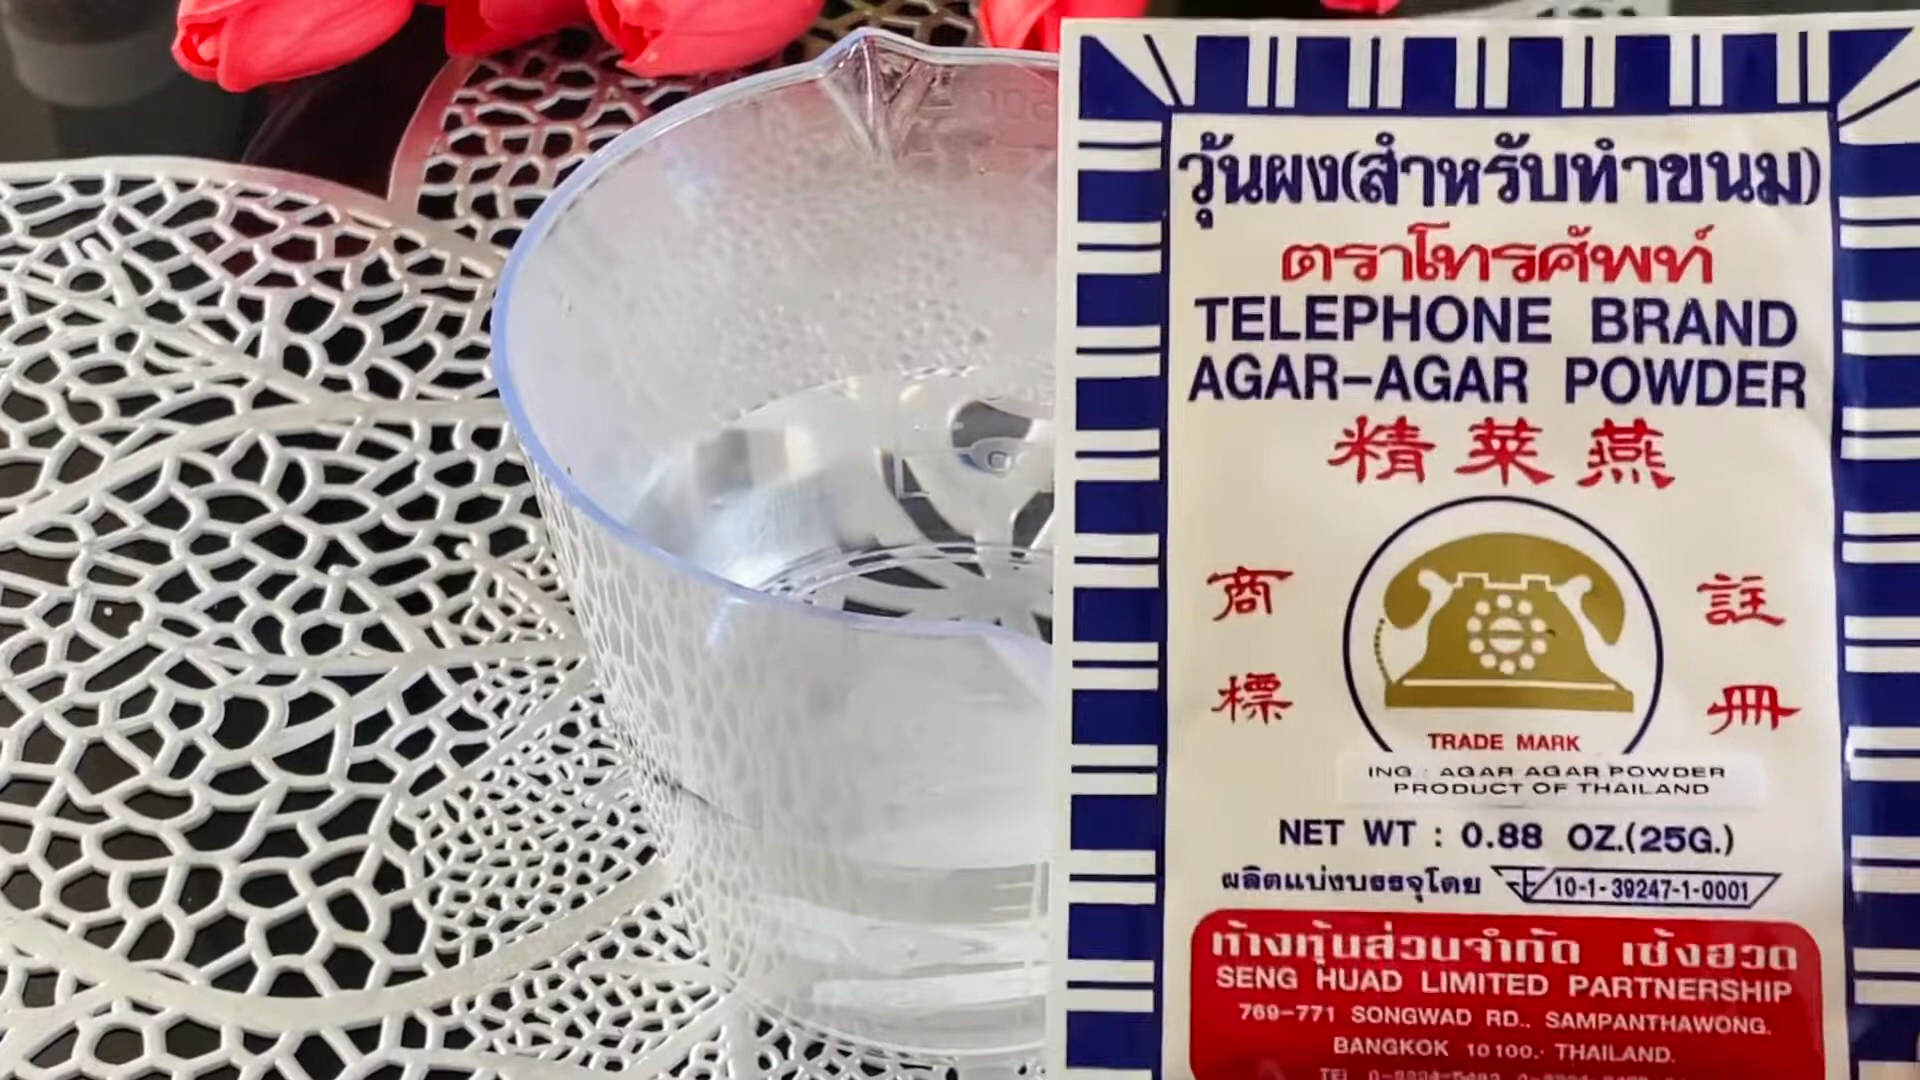 วุ้นผง(สำหรับทำขนม)
ตราโทรศัพท์
TELEPHONE BRAND
AGAR-AGAR POWDER
精菜燕
商 註
標 冊
TRADE MARK
ING : AGAR AGAR POWDER
PRODUCT OF THAILAND
NET WT : 0.88 OZ.(25G.)
ผลิตแบ่งบรรจุโดย 10-1-39247-1-0001
ห้างหุ้นส่วนจำกัด เซ้งฮวด
SENG HUAD LIMITED PARTNERSHIP
769-771 SONGWAD RD., SAMPANTHAWONG.
BANGKOK 10100.- THAILAND.